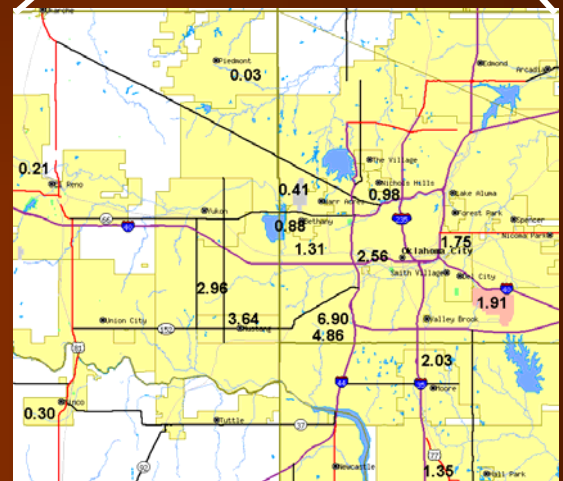 Okarche
Piedmont
0.03
Edmond
Arcadia
0.21
El Reno
The Village
0.41
Nichols Hills
0.98
Warr Acres
Lake Aluma
Yukon
Forest Park
Spencer
66
Bethany
0.88
235
Nicoma Park
40
1.31
Oklahoma City
1.75
2.56
Smith Village
Del City
2.96
40
1.91
3.64
6.90
Union City
152
Mustang
Valley Brook
4.86
81
2.03
44
35
Moore
0.30
Minco
Tuttle
37
92
Newcastle
77
1.35
Hall Park